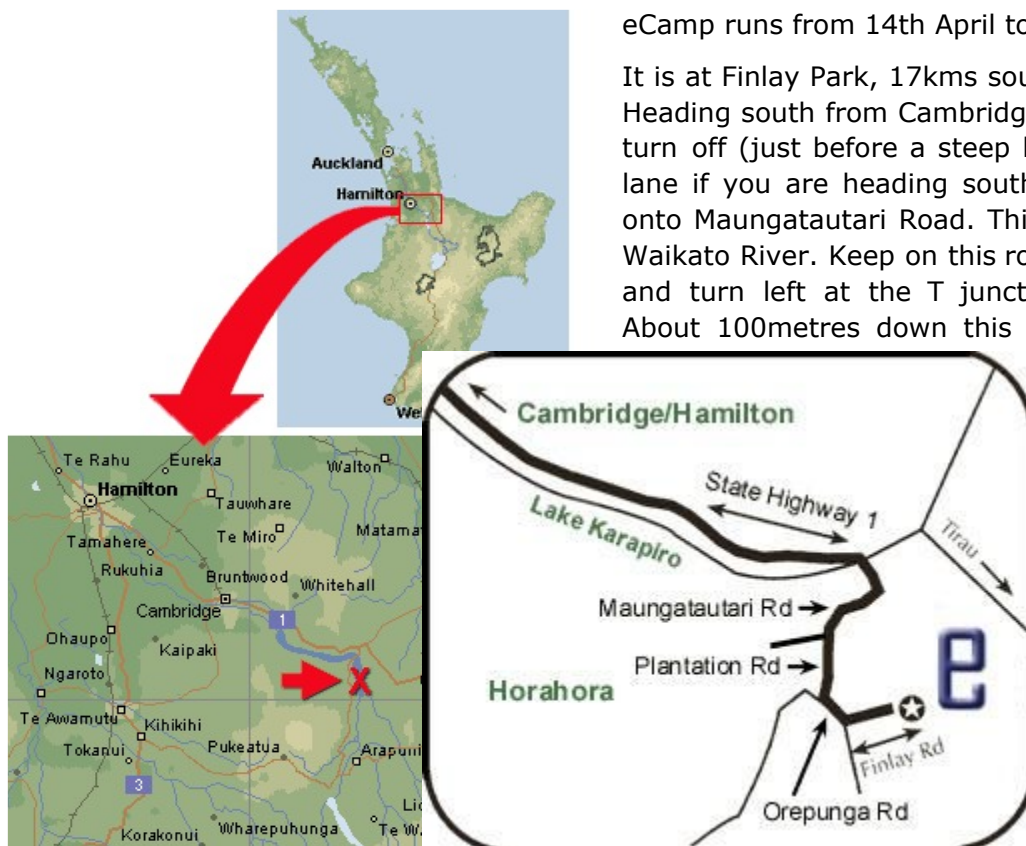 eCamp runs from 14th April to
It is at Finlay Park, 17kms sou
Heading south from Cambridg
turn off (just before a steep
lane if you are heading south
onto Maungatautari Road. Thi
Waikato River. Keep on this ro
and turn left at the T junct
About 100metres down this
Auckland
Hamilton
We
Te Rahu
Eureka
Walton
Hamilton
Tauwhare
Te Miro
Matamat
Tamahere
Rukuhia
Bruntwood
Whitehall
Cambridge
1
Ohaupo
Kaipaki
Ngaroto
X
Te Awamutu
Kihikihi
Tokanui
Pukeatua
Arapuni
3
Korakonui
Wharepuhunga
Te W
Cambridge/Hamilton
State Highway 1
Lake Karapiro
Tirau
Maungatautari Rd
Plantation Rd
Horahora
e
Finlay Rd
Orepunga Rd